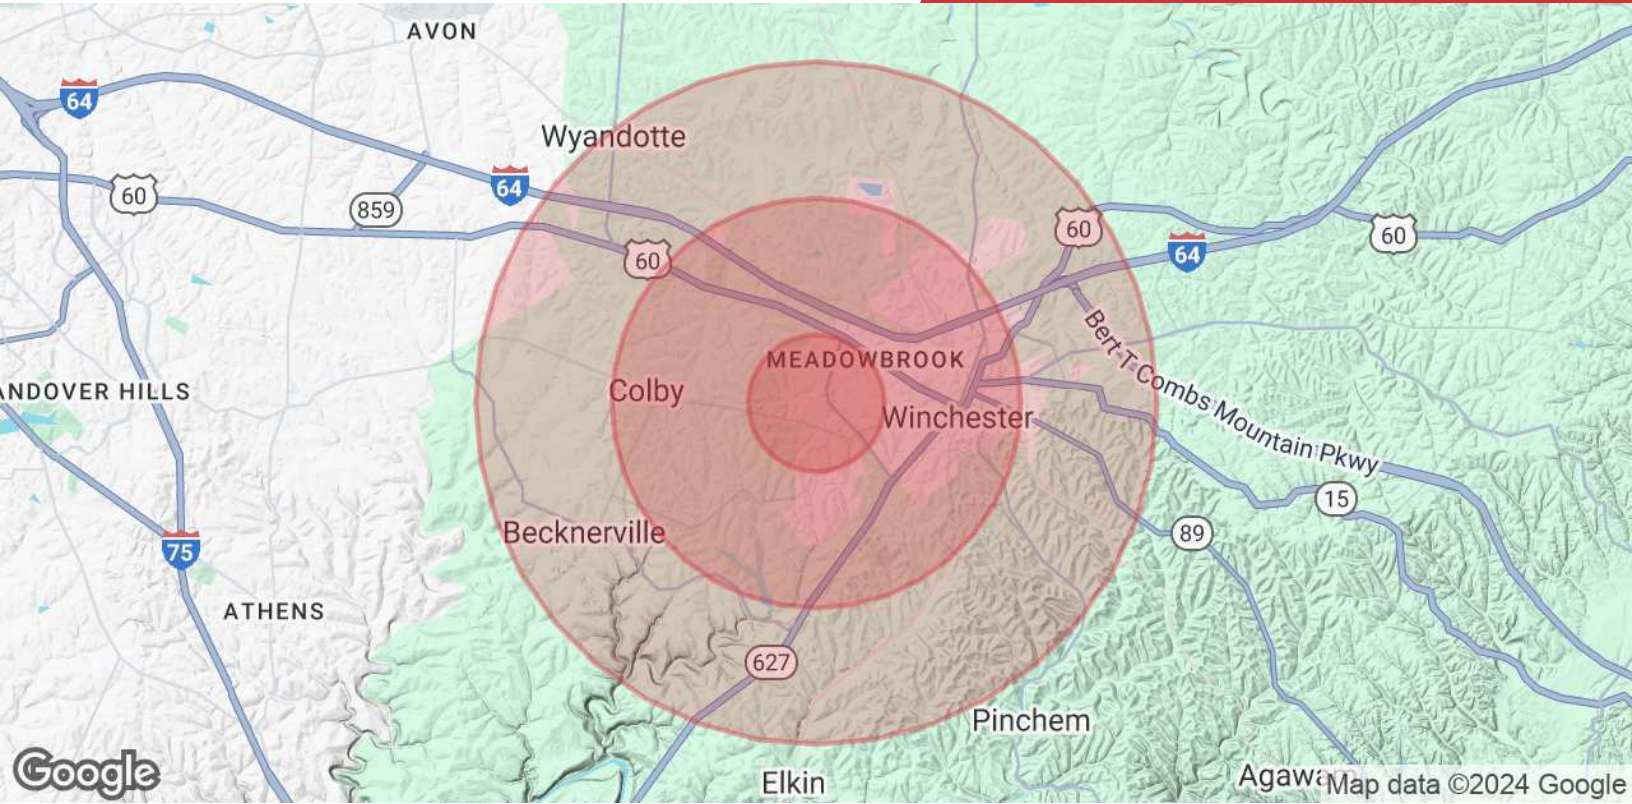 AVON
64
Wyandotte
64
60
859
60
60
64
60
MEADOWBROOK
Bert T Combs Mountain Pkwy
ANDOVER HILLS
Colby
Winchester
15
Becknerville
89
75
ATHENS
627
Pinchem
Google
Elkin
Map data ©2024 Google